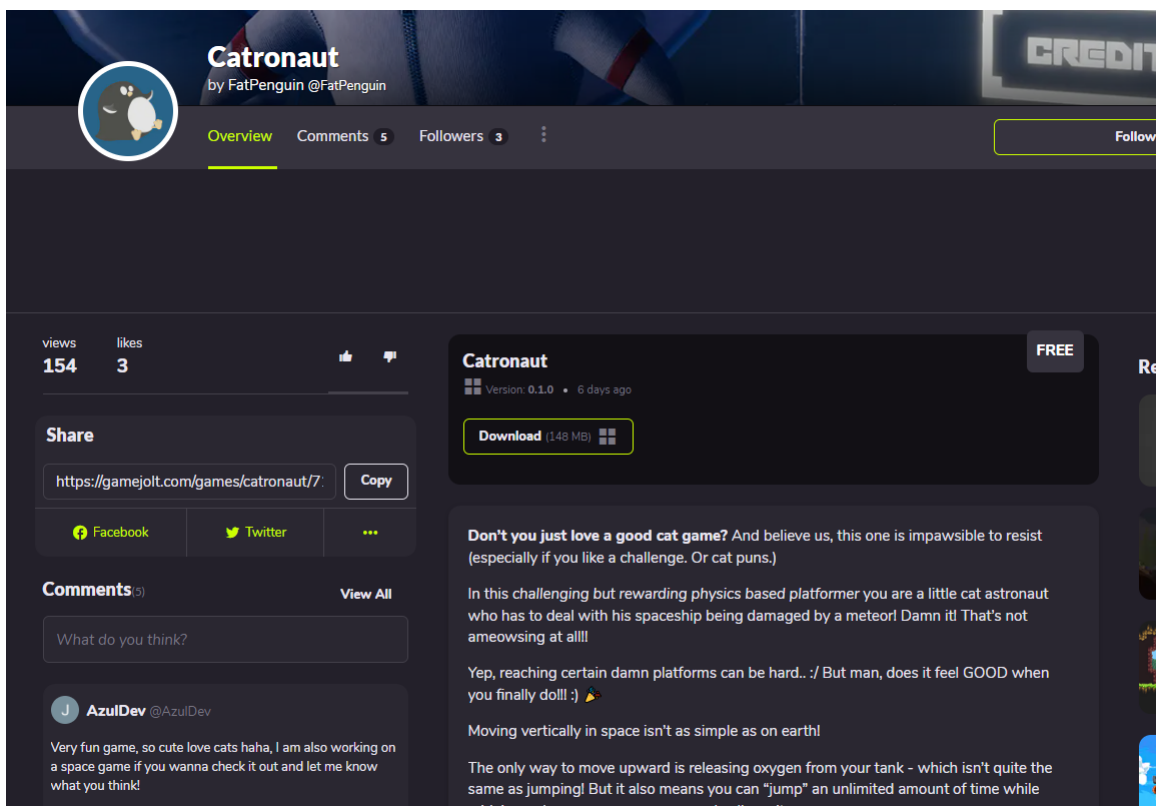 Catronaut
by FatPenguin @FatPenguin
CREDIT
Overview Comments 5 Followers 3
Follow
views likes
154 3
Share
https://gamejolt.com/games/catronaut/7
Copy
Facebook Twitter
Comments(5) View All
What do you think?
J AzulDev @AzulDev
Very fun game, so cute love cats haha, I am also working on
a space game if you wanna check it out and let me know
what you think!
FREE
Catronaut
Version: 0.1.0 • 6 days ago
Download (148 MB)
Don't you just love a good cat game? And believe us, this one is impawsible to resist
(especially if you like a challenge. Or cat puns.)
In this challenging but rewarding physics based platformer you are a little cat astronaut
who has to deal with his spaceship being damaged by a meteor! Damn it! That's not
ameowsing at all!!
Yep, reaching certain damn platforms can be hard.. :/ But man, does it feel GOOD when
you finally do!!! :) 🎉
Moving vertically in space isn't as simple as on earth!
The only way to move upward is releasing oxygen from your tank - which isn't quite the
same as jumping! But it also means you can “jump” an unlimited amount of time while
Re